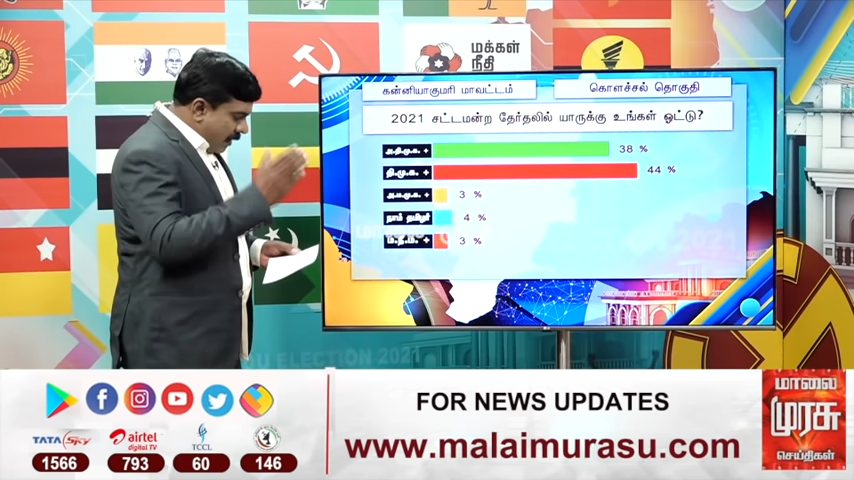 மக்கள்
நீதி
கன்னியாகுமரி மாவட்டம்
கொளச்சல் தொகுதி
2021 சட்டமன்ற தேர்தலில் யாருக்கு உங்கள் ஓட்டு?
அ.தி.மு.க. + 38 %
தி.மு.க. + 44 %
அ.ம.மு.க. + 3 %
நாம் தமிழர் 4 %
ம.நீ.ம. + 3 %
ELECTION 2021
FOR NEWS UPDATES
www.malaimurasu.com
TATA SKY
1566
airtel
digital TV
793
TCCL
60
146
மாலை
முரசு
செய்திகள்